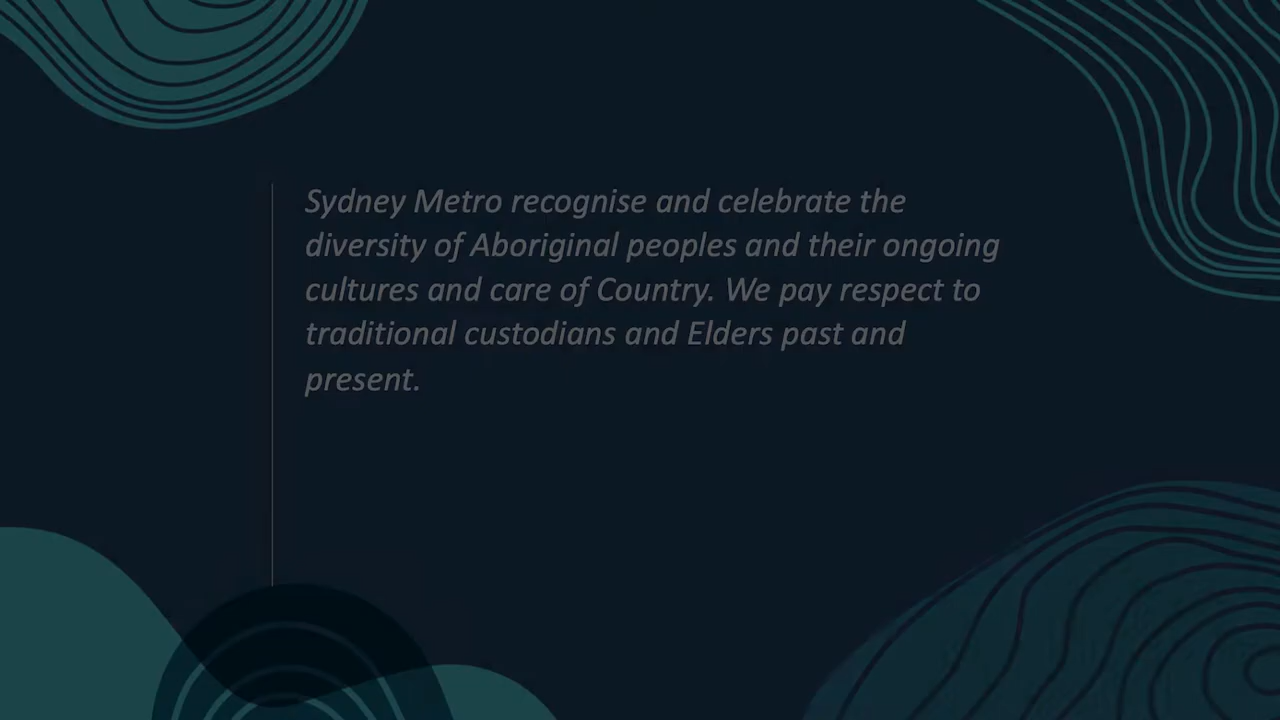 Sydney Metro recognise and celebrate the
diversity of Aboriginal peoples and their ongoing
cultures and care of Country. We pay respect to
traditional custodians and Elders past and
present.